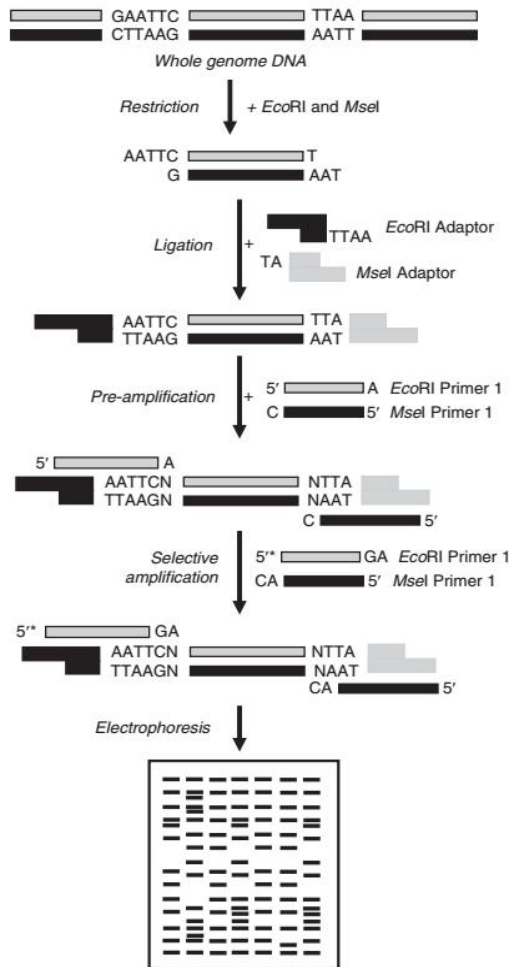 GAATTC TTAA
CTTAAG AATT
Whole genome DNA
Restriction + EcoRI and MseI
AATTC T
G AAT
Ligation + TTAA EcoRI Adaptor
TA MseI Adaptor
AATTC TTA
TTAAG AAT
Pre-amplification + 5′ A EcoRI Primer 1
C 5′ MseI Primer 1
5′ A
AATTCN NTTA
TTAAGN NAAT
C 5′
Selective amplification 5′* GA EcoRI Primer 1
CA 5′ MseI Primer 1
5′* GA
AATTCN NTTA
TTAAGN NAAT
CA 5′
Electrophoresis